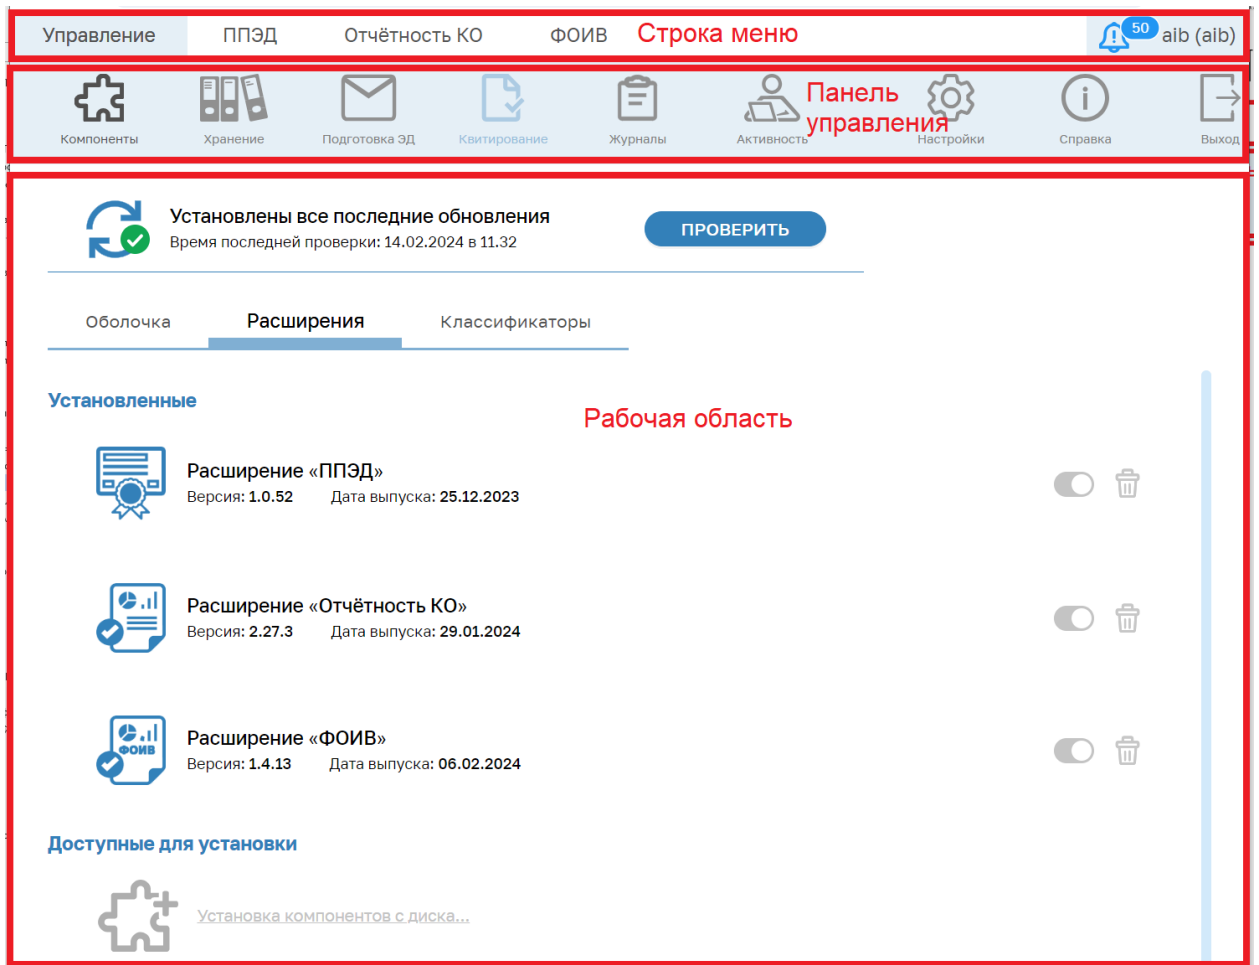 Управление ППЭД Отчётность КО ФОИВ Строка меню 50 aib (aib)
Панель
управления
Компоненты Хранение Подготовка ЭД Квитирование Журналы Активность Настройки Справка Выход
Установлены все последние обновления
Время последней проверки: 14.02.2024 в 11.32
ПРОВЕРИТЬ
Оболочка Расширения Классификаторы
Установленные
Рабочая область
Расширение «ППЭД»
Версия: 1.0.52 Дата выпуска: 25.12.2023
Расширение «Отчётность КО»
Версия: 2.27.3 Дата выпуска: 29.01.2024
ФОИВ
Расширение «ФОИВ»
Версия: 1.4.13 Дата выпуска: 06.02.2024
Доступные для установки
Установка компонентов с диска...